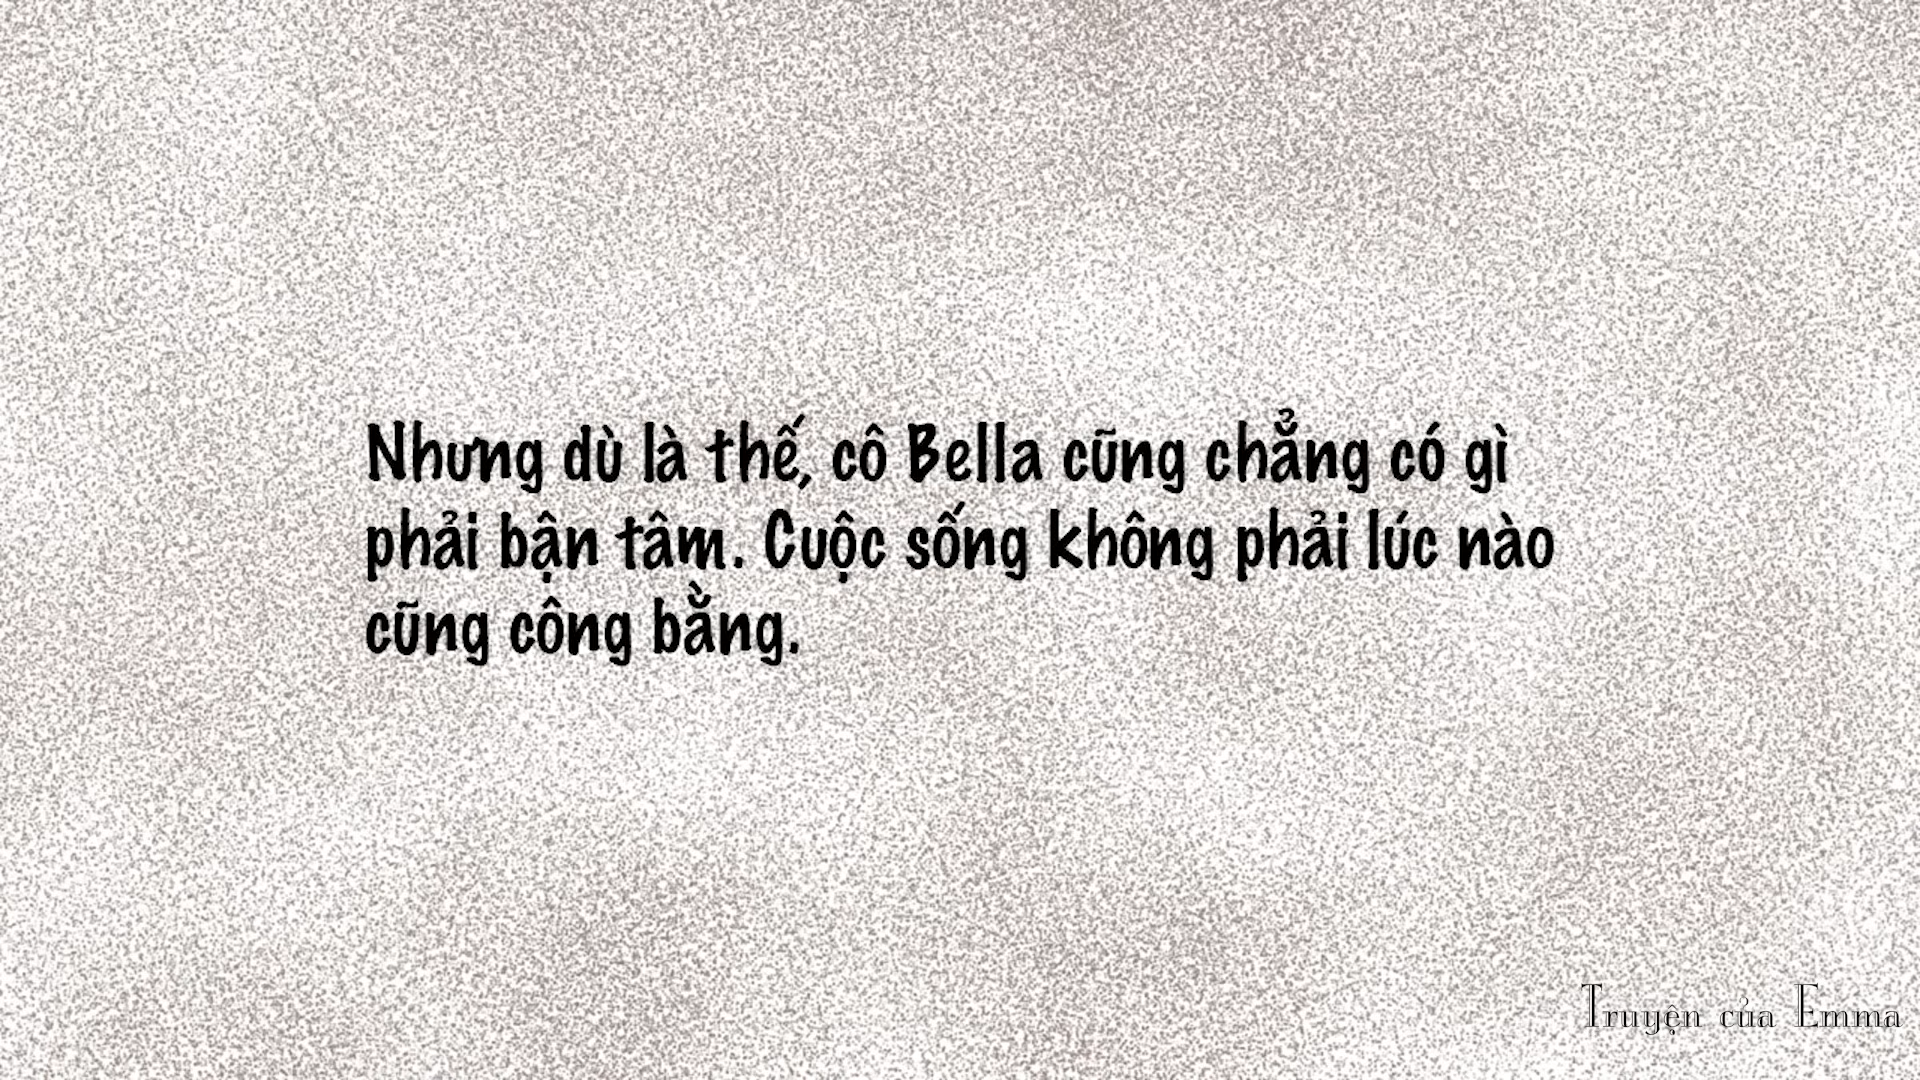 Nhưng dù là thế, cô Bella cũng chẳng có gì
phải bận tâm. Cuộc sống không phải lúc nào
cũng công bằng.
Truyện của Emma